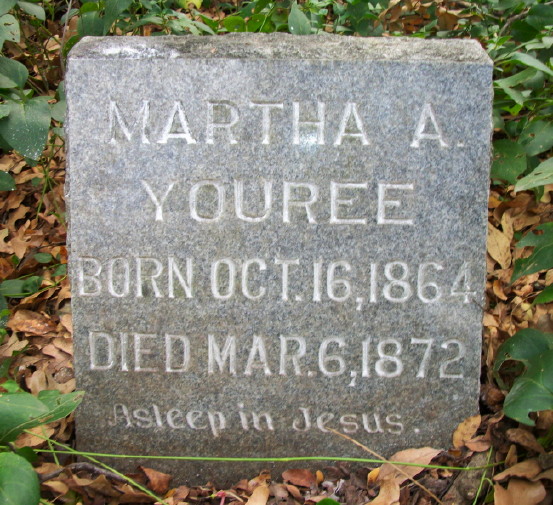 MARTHA A.
YOUREE
BORN OCT. 16, 1864
DIED MAR. 6, 1872
Asleep in Jesus.